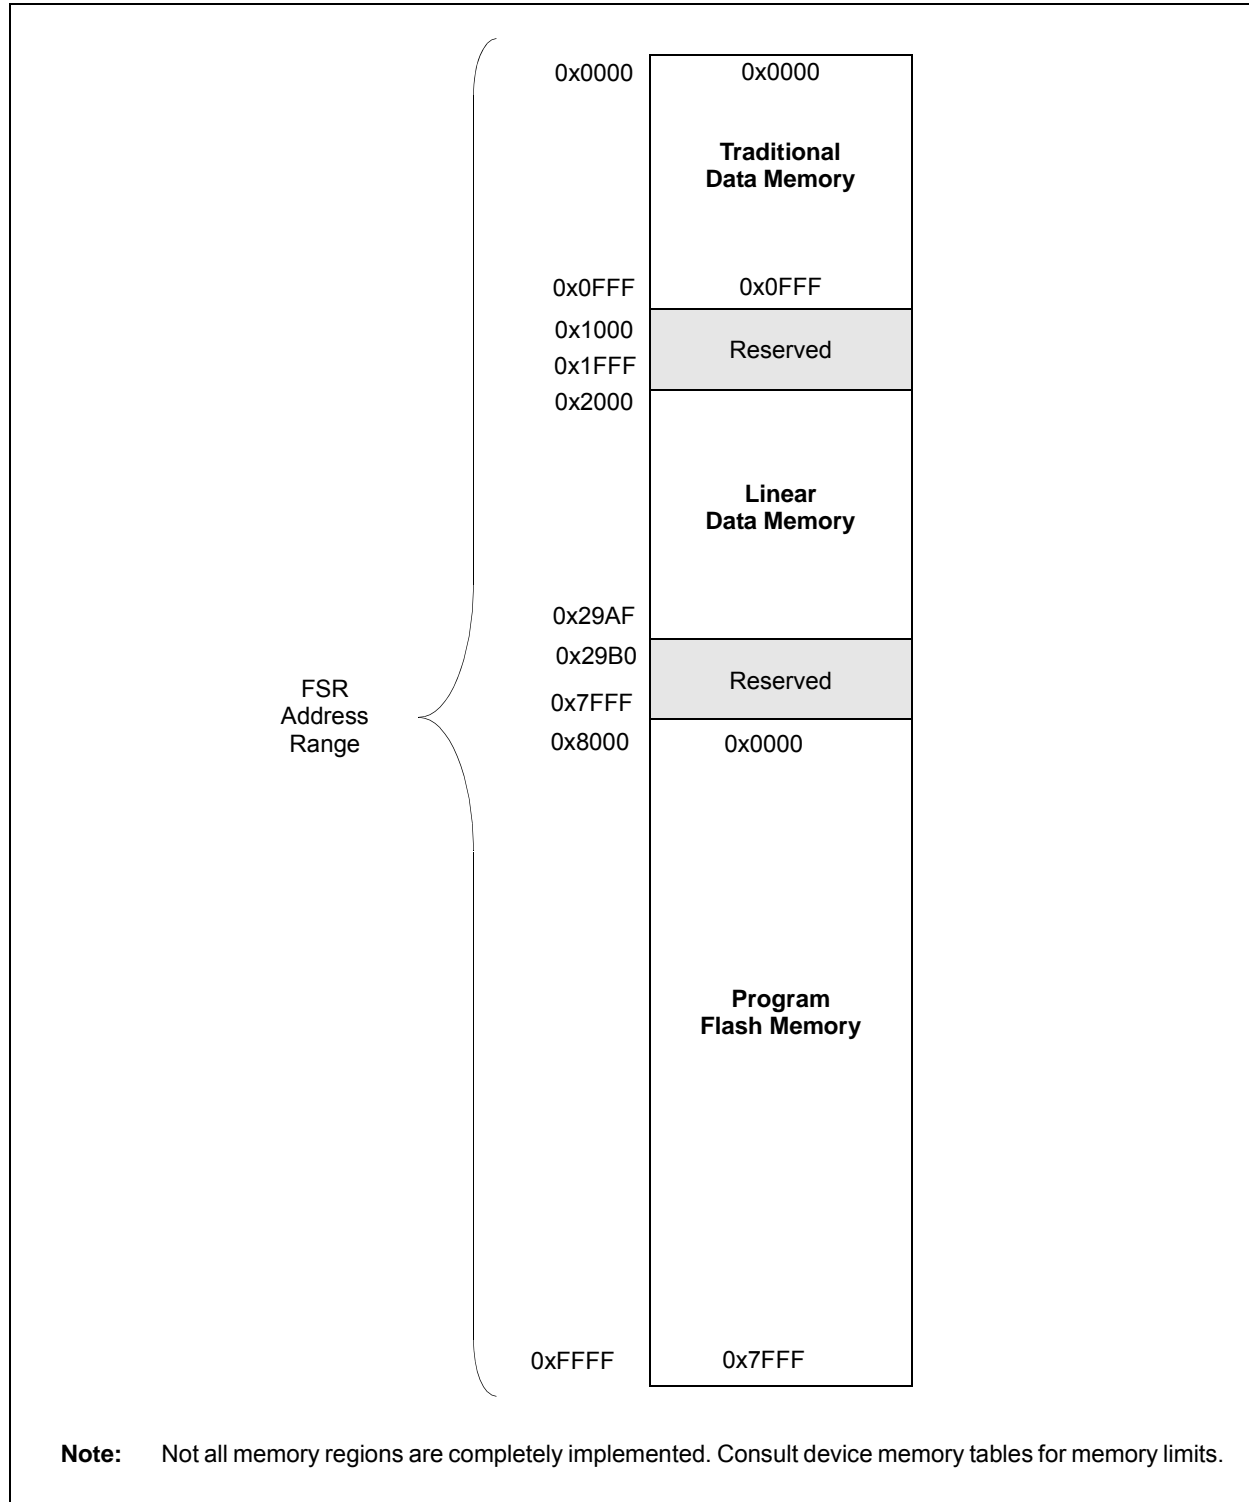 0x0000 0x0000
Traditional
Data Memory
0x0FFF 0x0FFF
0x1000
Reserved
0x1FFF
0x2000
Linear
Data Memory
0x29AF
0x29B0
Reserved
0x7FFF
FSR
Address
Range
0x8000 0x0000
Program
Flash Memory
0xFFFF 0x7FFF
Note: Not all memory regions are completely implemented. Consult device memory tables for memory limits.